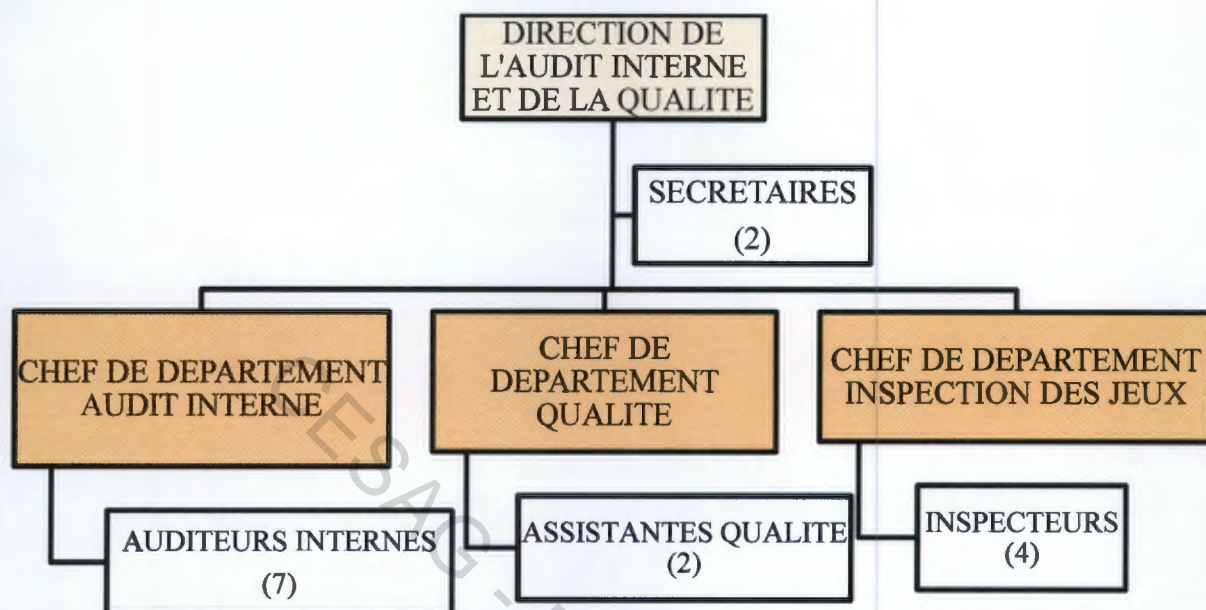 DIRECTION DE
L'AUDIT INTERNE
ET DE LA QUALITE
SECRETAIRES
(2)
CHEF DE DEPARTEMENT
AUDIT INTERNE
CHEF DE
DEPARTEMENT
QUALITE
CHEF DE DEPARTEMENT
INSPECTION DES JEUX
AUDITEURS INTERNES
(7)
ASSISTANTES QUALITE
(2)
INSPECTEURS
(4)
CESAG -